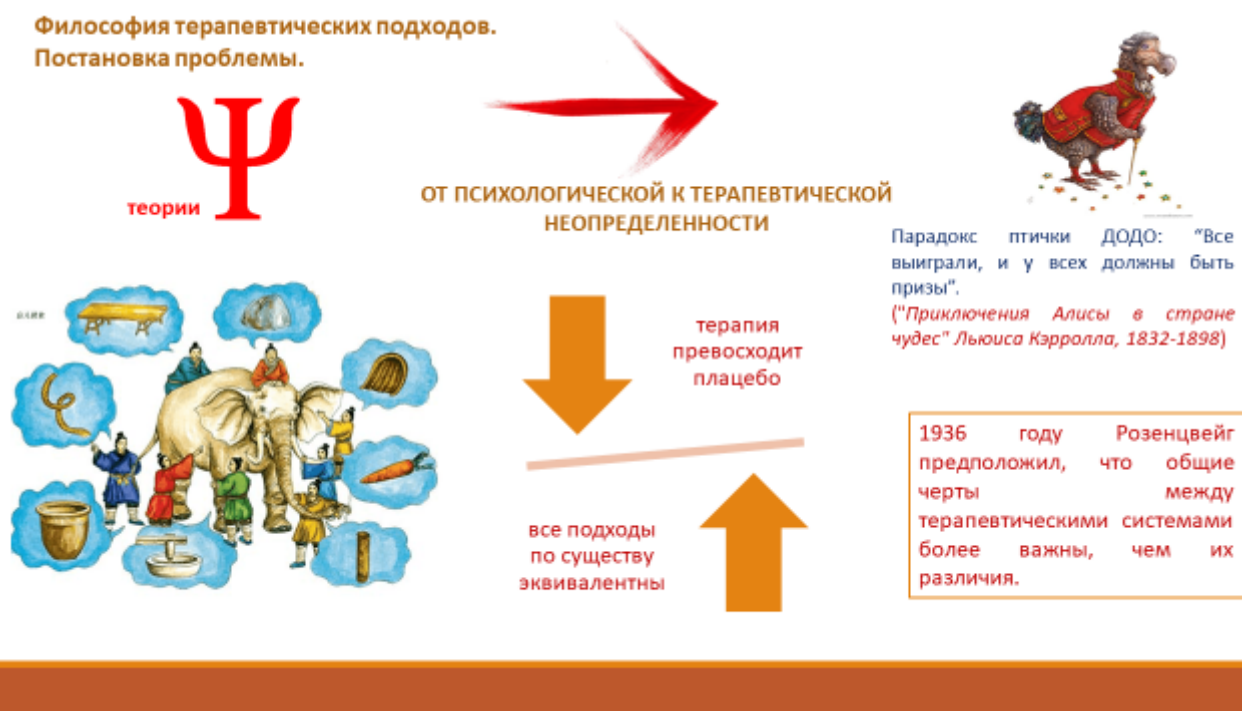 Философия терапевтических подходов.
Постановка проблемы.
Ψ
теории
ОТ ПСИХОЛОГИЧЕСКОЙ К ТЕРАПЕВТИЧЕСКОЙ
НЕОПРЕДЕЛЕННОСТИ
Парадокс птички ДОДО: “Все
выиграли, и у всех должны быть
призы”.
("Приключения Алисы в стране
чудес" Льюиса Кэрролла, 1832-1898)
терапия
превосходит
плацебо
все подходы
по существу
эквивалентны
1936 году Розенцвейг
предположил, что общие
черты между
терапевтическими системами
более важны, чем их
различия.